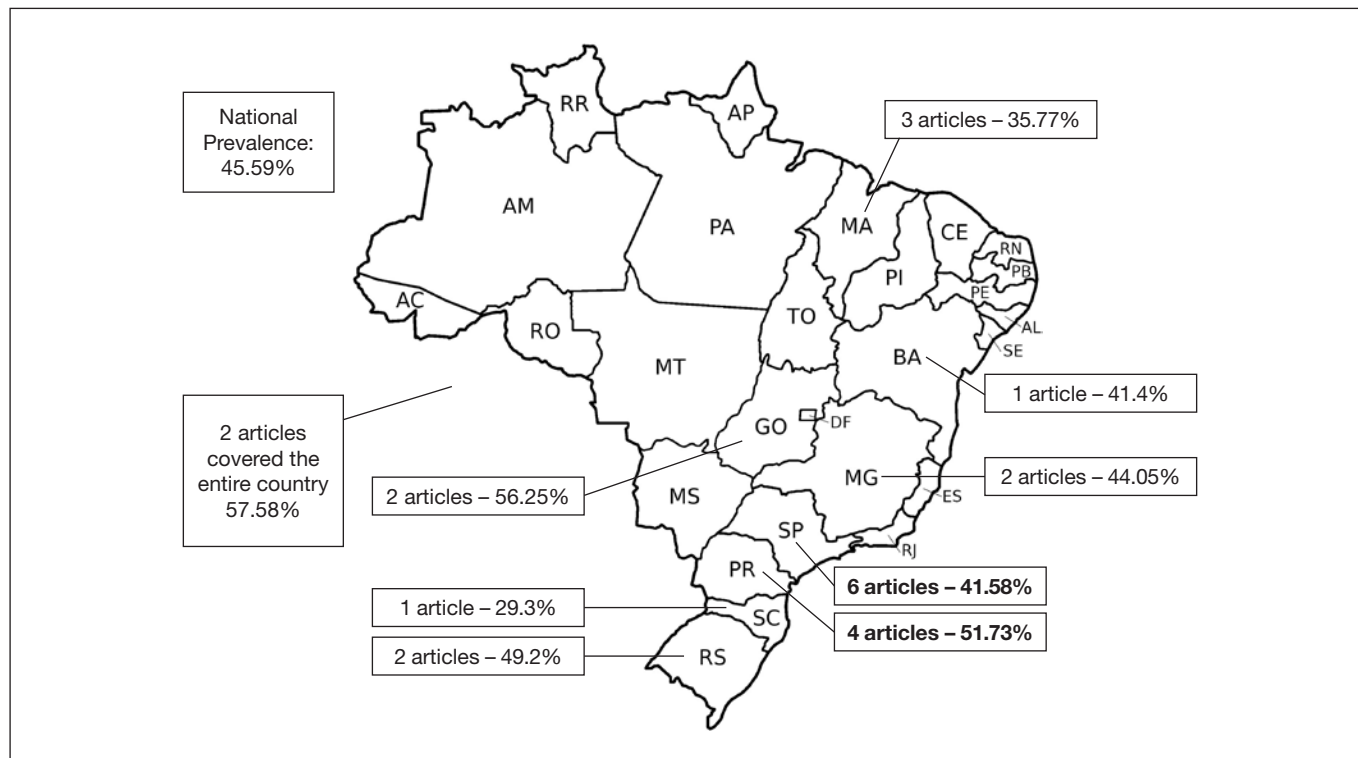 National
Prevalence:
45.59%
RR
AP
3 articles – 35.77%
AM
PA
MA
CE
RN
PB
PI
PE
AL
SE
AC
RO
TO
BA
MT
1 article – 41.4%
2 articles
covered the
entire country
57.58%
GO
DF
2 articles – 56.25%
MS
MG
2 articles – 44.05%
ES
SP
RJ
PR
6 articles – 41.58%
1 article – 29.3%
SC
4 articles – 51.73%
2 articles – 49.2%
RS